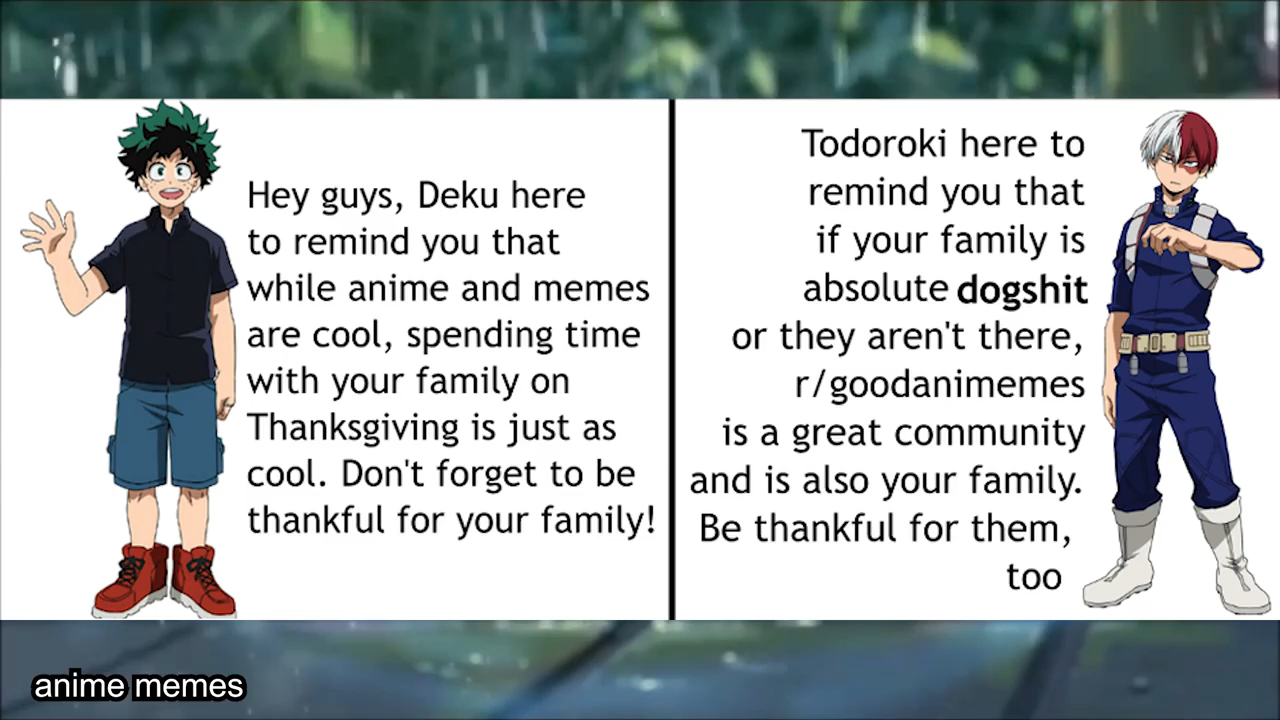 Hey guys, Deku here
to remind you that
while anime and memes
are cool, spending time
with your family on
Thanksgiving is just as
cool. Don't forget to be
thankful for your family!
Todoroki here to
remind you that
if your family is
absolute dogshit
or they aren't there,
r/goodanimemes
is a great community
and is also your family.
Be thankful for them,
too
anime memes